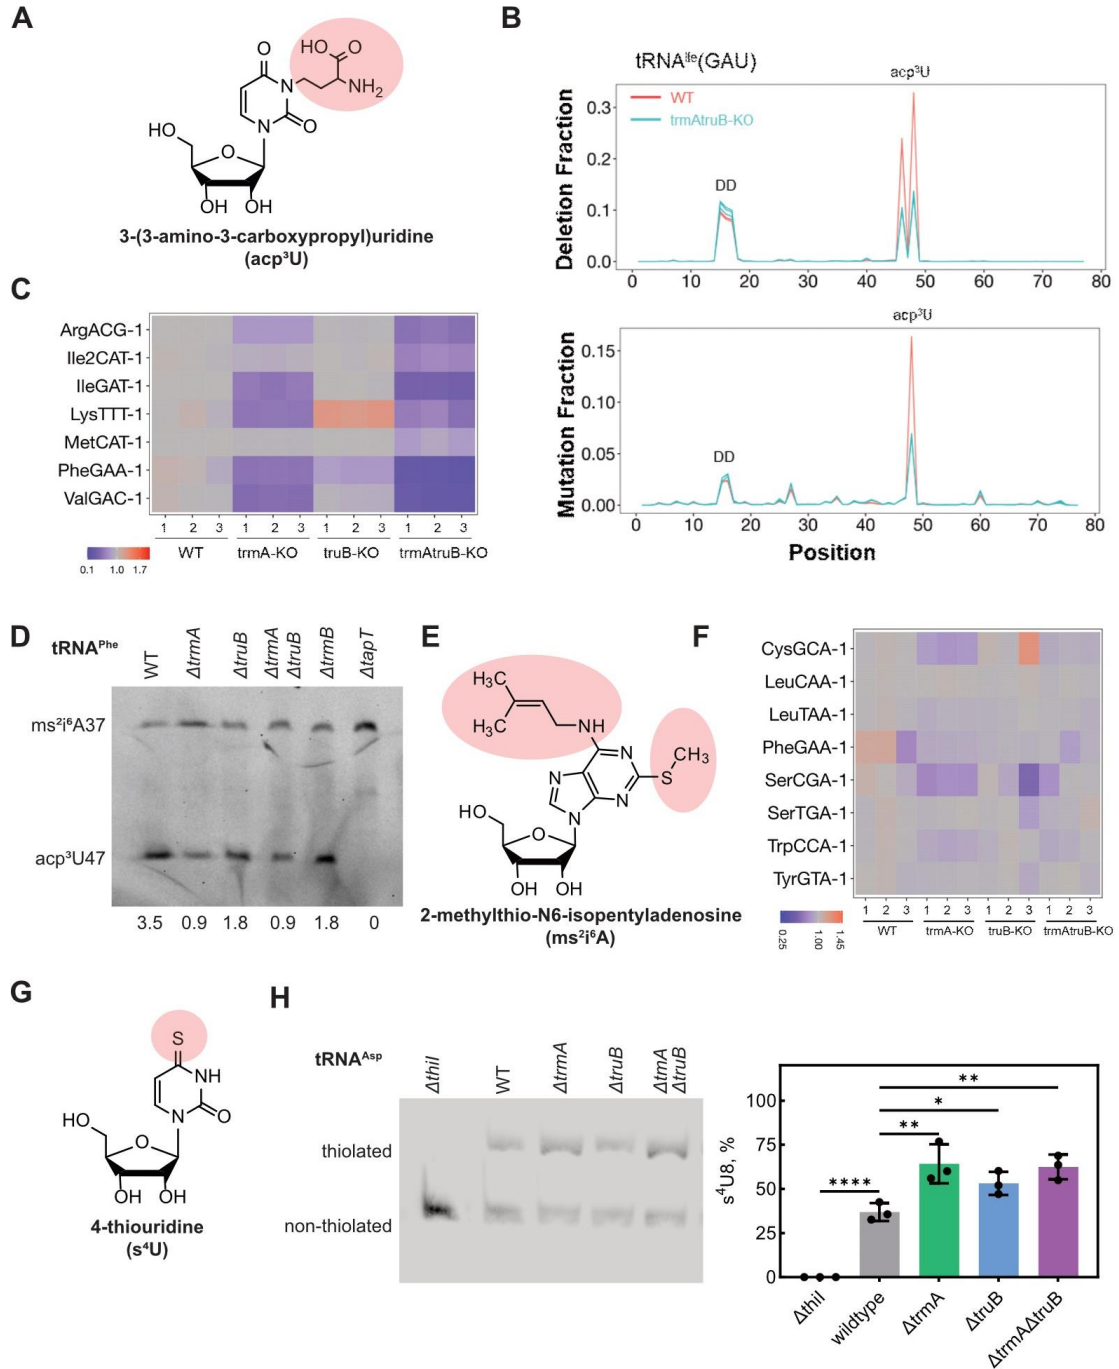 A
HO
O
O
NH₂
N
N
O
HO
O
OH
OH
3-(3-amino-3-carboxypropyl)uridine
(acp³U)
B
tRNAⁱˡᵉ(GAU)
acp³U
WT
trmAtruB-KO
DD
Deletion Fraction
0.3
0.2
0.1
0.0
0 10 20 30 40 50 60 70 80
acp³U
DD
Mutation Fraction
0.15
0.10
0.05
0.00
0 10 20 30 40 50 60 70 80
Position
C
ArgACG-1
Ile2CAT-1
IleGAT-1
LysTTT-1
MetCAT-1
PheGAA-1
ValGAC-1
1 2 3 1 2 3 1 2 3 1 2 3
WT trmA-KO truB-KO trmAtruB-KO
0.1 1.0 1.7
D
tRNAᴾʰᵉ
WT
ΔtrmA
ΔtruB
ΔtrmA
ΔtruB
ΔtrmB
ΔtapT
ms²i⁶A37
acp³U47
3.5 0.9 1.8 0.9 1.8 0
E
H₃C
H₃C
NH
CH₃
S
N
N
N
N
HO
O
OH OH
2-methylthio-N6-isopentyladenosine
(ms²i⁶A)
F
CysGCA-1
LeuCAA-1
LeuTAA-1
PheGAA-1
SerCGA-1
SerTGA-1
TrpCCA-1
TyrGTA-1
1 2 3 1 2 3 1 2 3 1 2 3
WT trmA-KO truB-KO trmAtruB-KO
0.25
1.00
1.45
G
S
NH
N
O
HO
O
OH OH
4-thiouridine
(s⁴U)
H
tRNAᴬˢᵖ
ΔthiI
WT
ΔtrmA
ΔtruB
ΔtmA
ΔtruB
thiolated
non-thiolated
s⁴U8, %
100
75
50
25
0
**
*
**
****
ΔthiI
wildtype
ΔtrmA
ΔtruB
ΔtrmAΔtruB